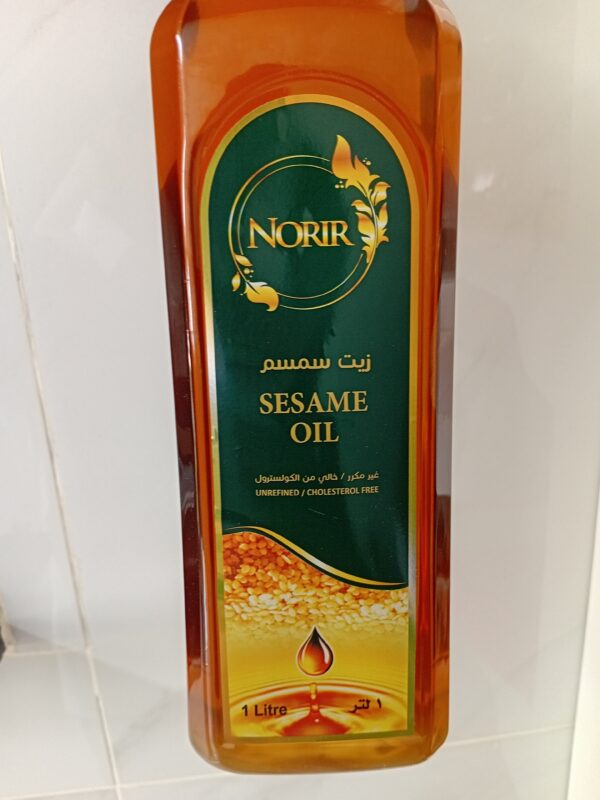 NORIR
زيت سمسم
SESAME
OIL
غير مكرر / خالي من الكولسترول
UNREFINED / CHOLESTEROL FREE
1 Litre
١ لتر